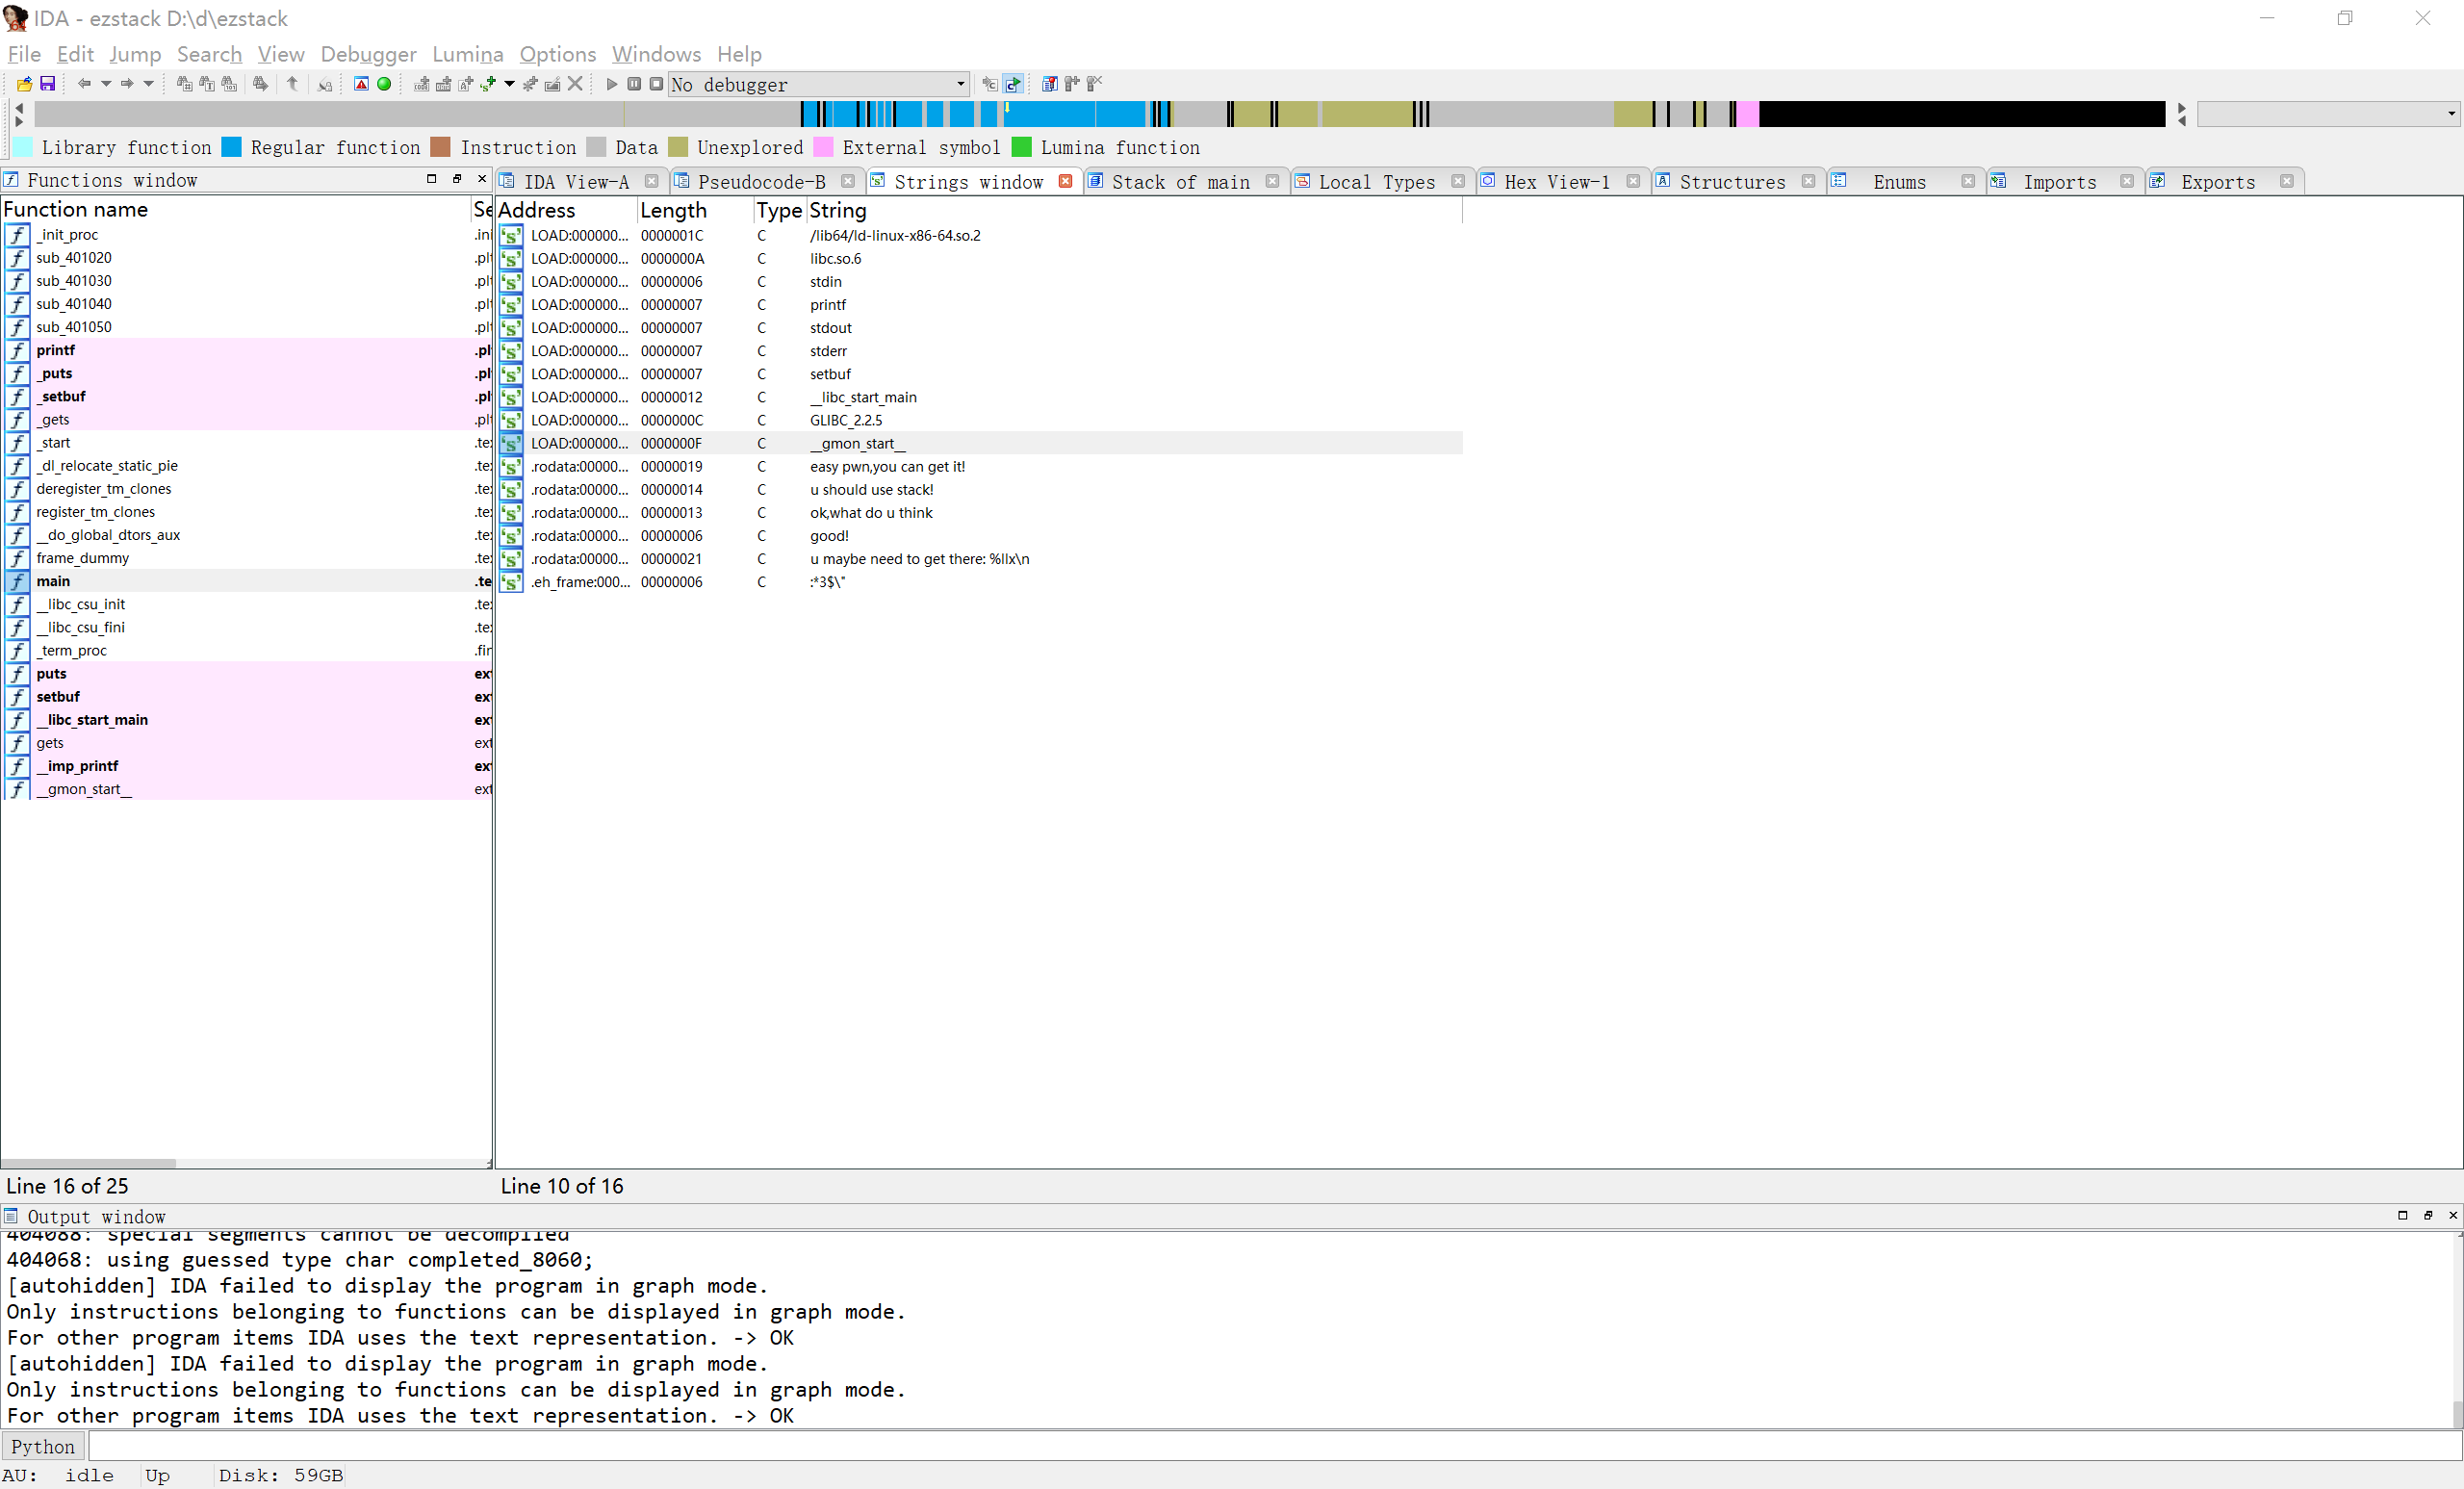 IDA - ezstack D:\d\ezstack
File Edit Jump Search View Debugger Lumina Options Windows Help
No debugger
Library function Regular function Instruction Data Unexplored External symbol Lumina function
Functions window
IDA View-A Pseudocode-B Strings window Stack of main Local Types Hex View-1 Structures Enums Imports Exports
Function name Se
_init_proc .ini
sub_401020 .plt
sub_401030 .plt
sub_401040 .plt
sub_401050 .plt
printf .pl
_puts .pl
_setbuf .pl
_gets .plt
_start .te
_dl_relocate_static_pie .te
deregister_tm_clones .te
register_tm_clones .te
__do_global_dtors_aux .te
frame_dummy .te
main .te
__libc_csu_init .te
__libc_csu_fini .te
_term_proc .fir
puts ext
setbuf ext
__libc_start_main ext
gets ext
__imp_printf ext
__gmon_start__ ext
Line 16 of 25
Address Length Type String
LOAD:000000... 0000001C C /lib64/ld-linux-x86-64.so.2
LOAD:000000... 0000000A C libc.so.6
LOAD:000000... 00000006 C stdin
LOAD:000000... 00000007 C printf
LOAD:000000... 00000007 C stdout
LOAD:000000... 00000007 C stderr
LOAD:000000... 00000007 C setbuf
LOAD:000000... 00000012 C __libc_start_main
LOAD:000000... 0000000C C GLIBC_2.2.5
LOAD:000000... 0000000F C __gmon_start__
.rodata:00000... 00000019 C easy pwn,you can get it!
.rodata:00000... 00000014 C u should use stack!
.rodata:00000... 00000013 C ok,what do u think
.rodata:00000... 00000006 C good!
.rodata:00000... 00000021 C u maybe need to get there: %llx\n
.eh_frame:000... 00000006 C :*3$\"
Line 10 of 16
Output window
404088: special segments cannot be decompiled
404068: using guessed type char completed_8060;
[autohidden] IDA failed to display the program in graph mode.
Only instructions belonging to functions can be displayed in graph mode.
For other program items IDA uses the text representation. -> OK
[autohidden] IDA failed to display the program in graph mode.
Only instructions belonging to functions can be displayed in graph mode.
For other program items IDA uses the text representation. -> OK
Python
AU: idle Up Disk: 59GB